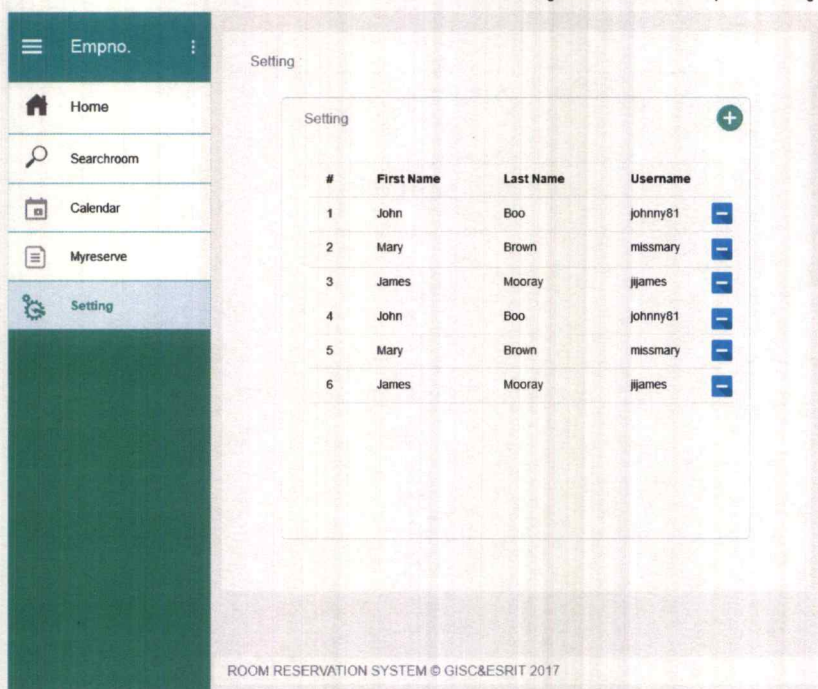 Empno.
Setting
Home
Searchroom
Calendar
Myreserve
Setting
Setting
# First Name Last Name Username
1 John Boo johnny81
2 Mary Brown missmary
3 James Mooray jijames
4 John Boo johnny81
5 Mary Brown missmary
6 James Mooray jijames
ROOM RESERVATION SYSTEM © GISC&ESRIT 2017